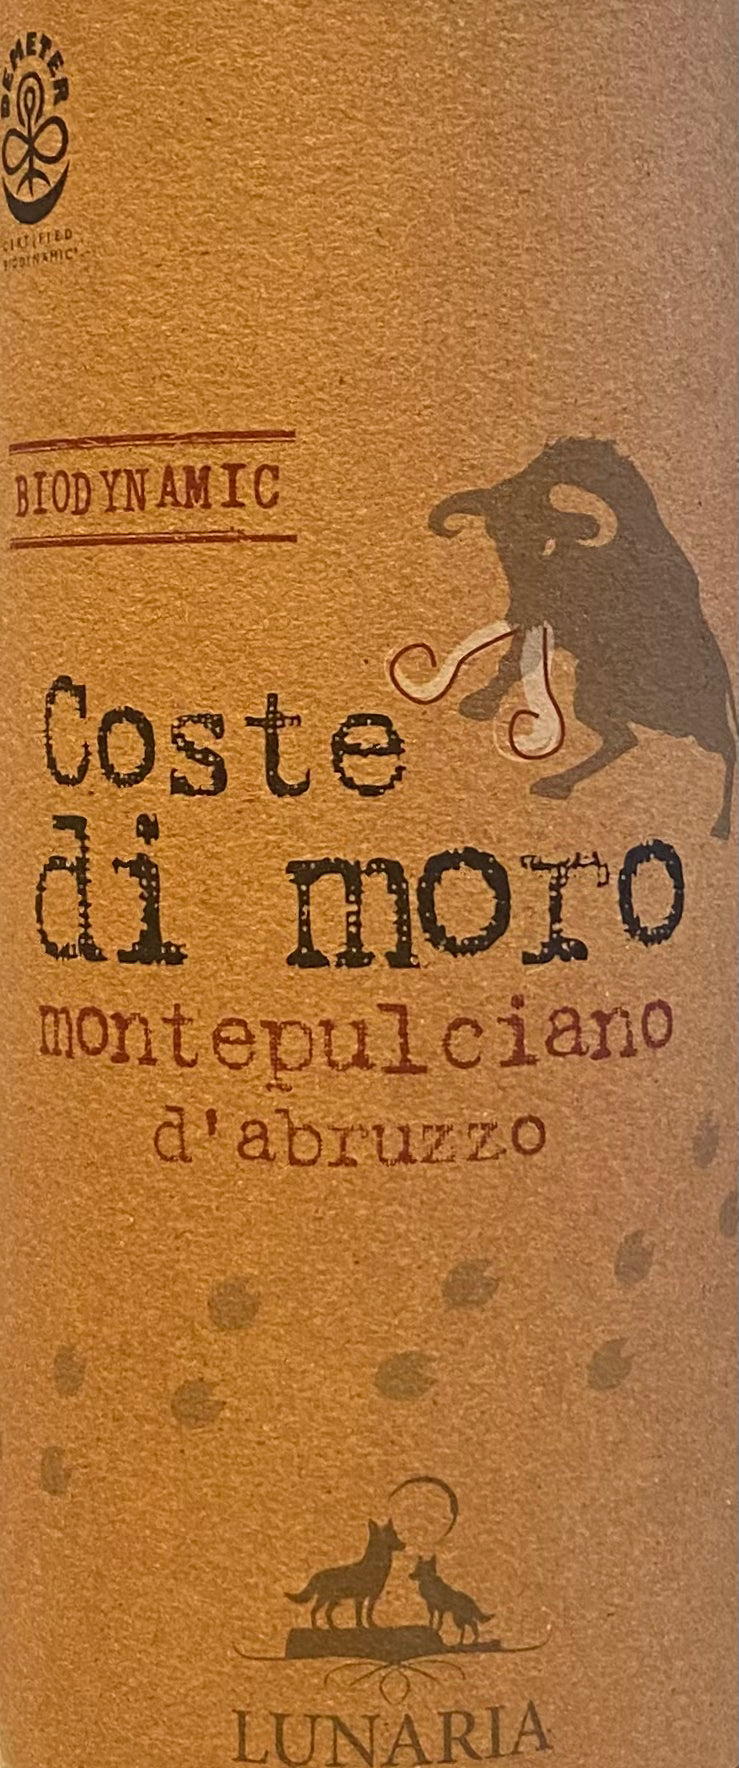 DEMETER
CERTIFIED
BIODYNAMIC®
BIODYNAMIC
Coste
di moro
montepulciano
d'abruzzo
LUNARIA